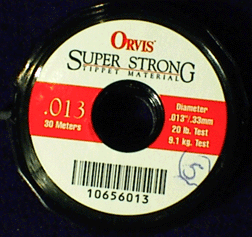 ORVIS®
SUPER STRONG
TIPPET MATERIAL
.013
30 Meters
Diameter
.013"/.33mm
20 lb. Test
9.1 kg. Test
5
10656013